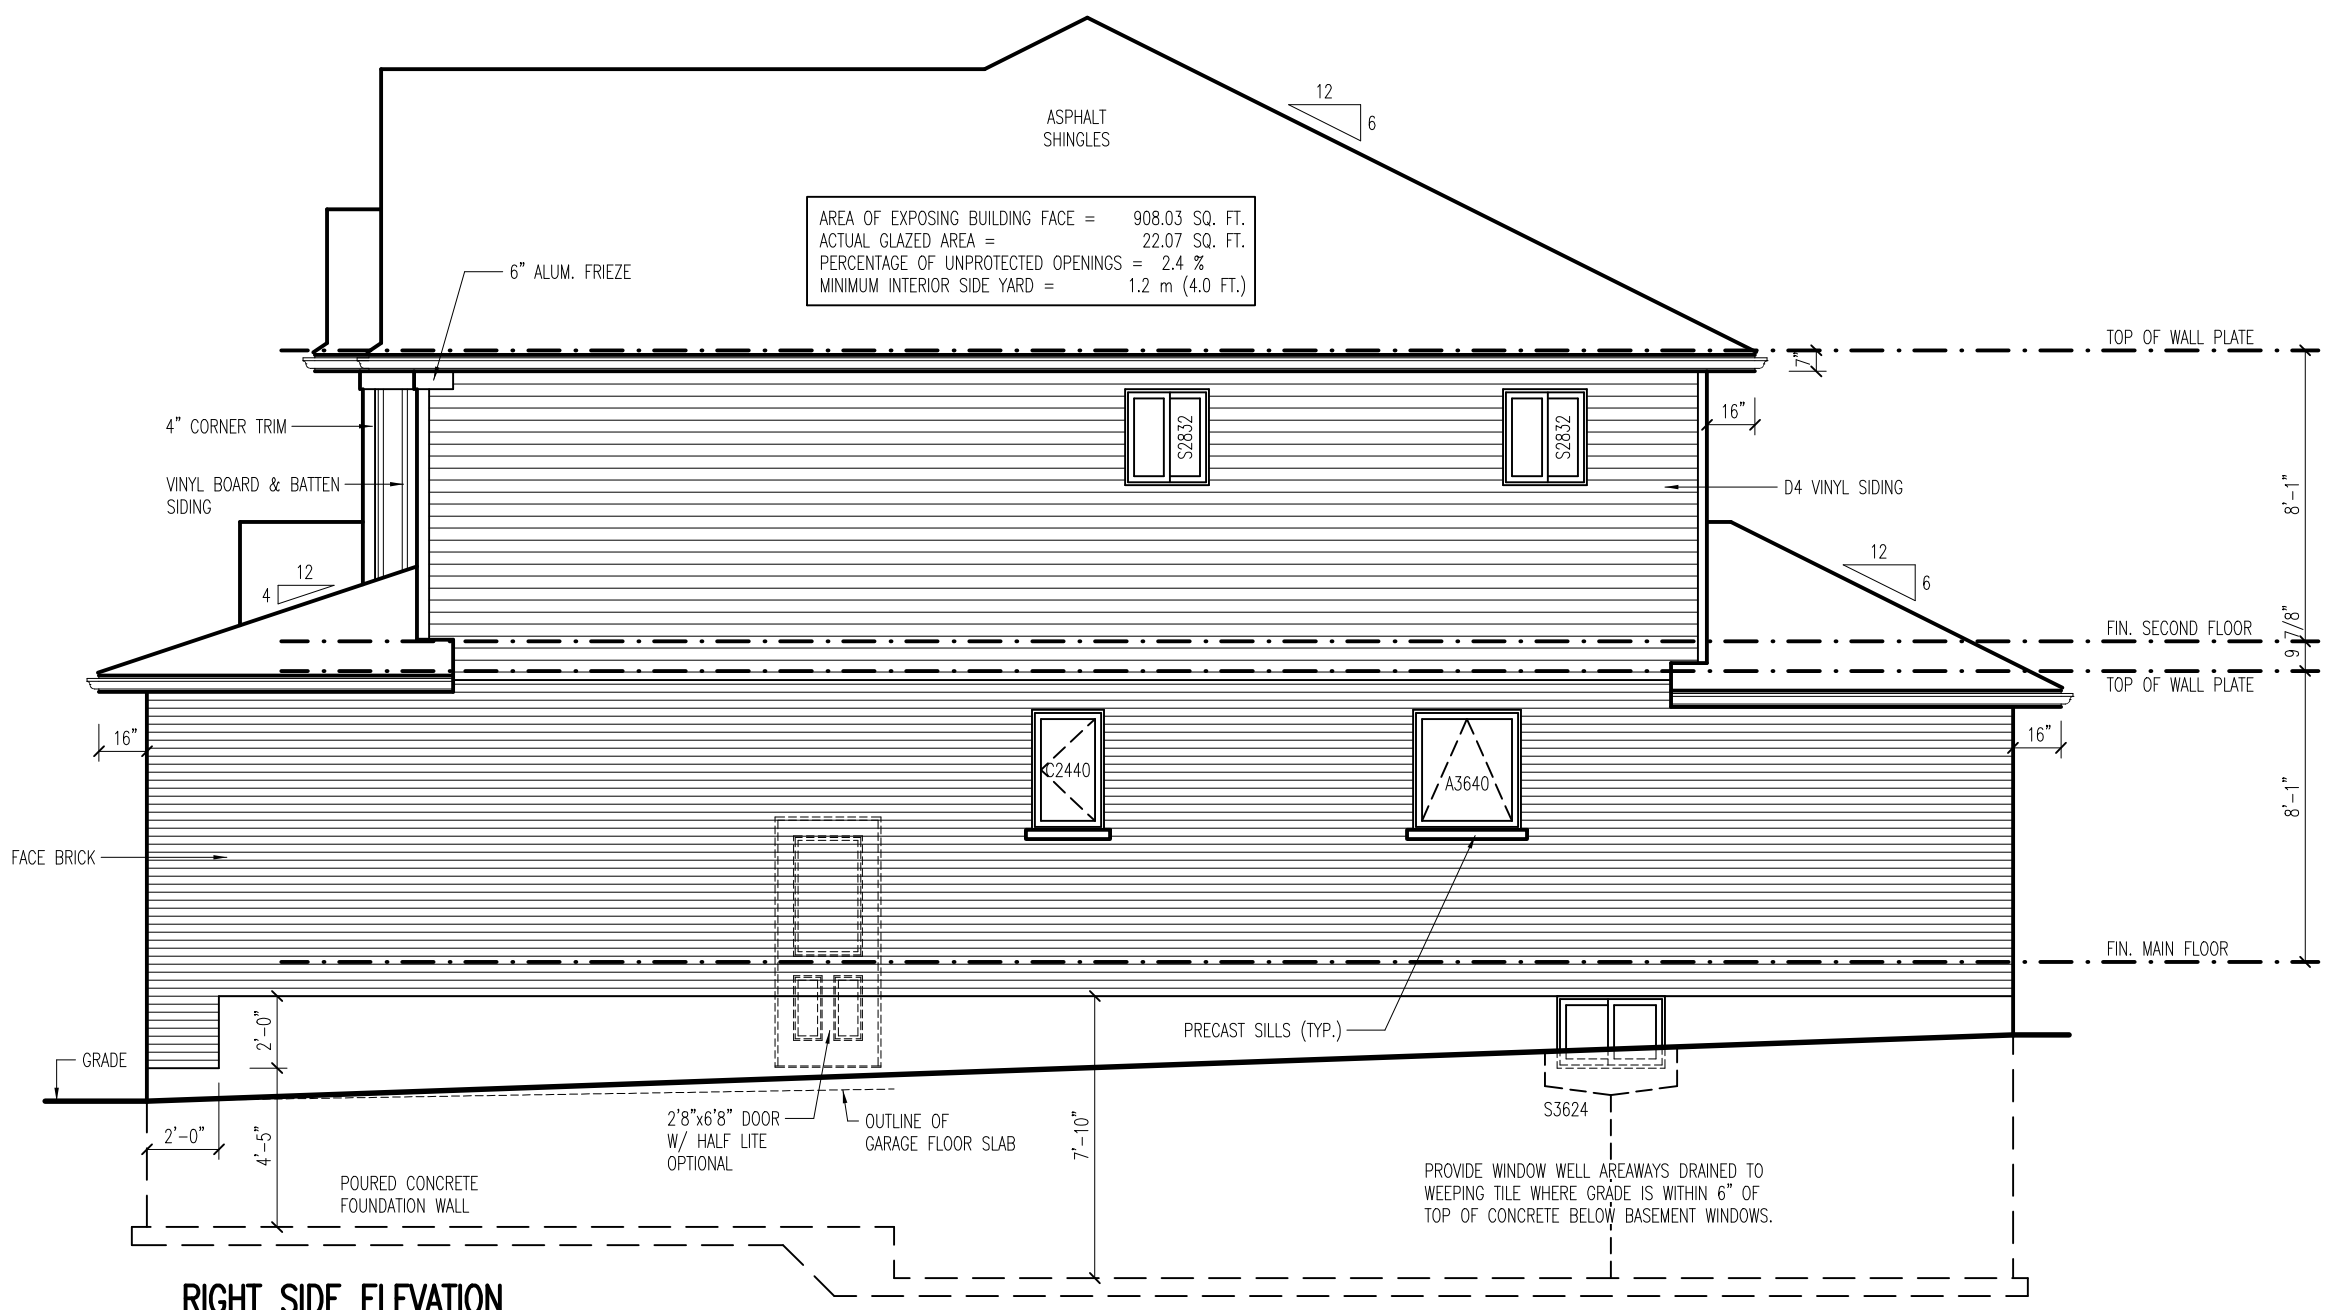 12
6
ASPHALT
SHINGLES
AREA OF EXPOSING BUILDING FACE = 908.03 SQ. FT.
ACTUAL GLAZED AREA = 22.07 SQ. FT.
PERCENTAGE OF UNPROTECTED OPENINGS = 2.4 %
MINIMUM INTERIOR SIDE YARD = 1.2 m (4.0 FT.)
6" ALUM. FRIEZE
TOP OF WALL PLATE
7"
4" CORNER TRIM
S2832
S2832
16"
VINYL BOARD & BATTEN
SIDING
D4 VINYL SIDING
8'-1"
12
4
12
6
FIN. SECOND FLOOR
9 7/8"
TOP OF WALL PLATE
16"
16"
C2440
A3640
8'-1"
FACE BRICK
FIN. MAIN FLOOR
2'-0"
PRECAST SILLS (TYP.)
GRADE
2'-0"
4'-5"
2'8"x6'8" DOOR
W/ HALF LITE
OPTIONAL
OUTLINE OF
GARAGE FLOOR SLAB
7'-10"
S3624
POURED CONCRETE
FOUNDATION WALL
PROVIDE WINDOW WELL AREAWAYS DRAINED TO
WEEPING TILE WHERE GRADE IS WITHIN 6" OF
TOP OF CONCRETE BELOW BASEMENT WINDOWS.
RIGHT SIDE ELEVATION